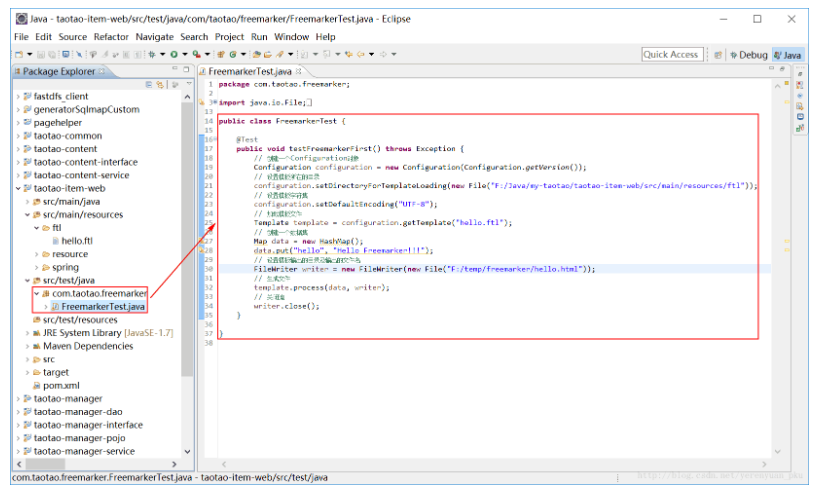 Java - taotao-item-web/src/test/java/com/taotao/freemarker/FreemarkerTest.java - Eclipse
File Edit Source Refactor Navigate Search Project Run Window Help
Quick Access
Debug
Java
Package Explorer
FreemarkerTest.java
fastdfs_client
generatorSqlmapCustom
pagehelper
taotao-common
taotao-content
taotao-content-interface
taotao-content-service
taotao-item-web
src/main/java
src/main/resources
ftl
hello.ftl
resource
spring
src/test/java
com.taotao.freemarker
FreemarkerTest.java
src/test/resources
JRE System Library [JavaSE-1.7]
Maven Dependencies
src
target
pom.xml
taotao-manager
taotao-manager-dao
taotao-manager-interface
taotao-manager-pojo
taotao-manager-service
1 package com.taotao.freemarker;
2
3 import java.io.File;
13
14 public class FreemarkerTest {
15
16 @Test
17 public void testFreemarkerFirst() throws Exception {
18 // 创建一个Configuration对象
19 Configuration configuration = new Configuration(Configuration.getVersion());
20 // 设置模板所在的目录
21 configuration.setDirectoryForTemplateLoading(new File("F:/Java/my-taotao/taotao-item-web/src/main/resources/ftl"));
22 // 设置模板字符集
23 configuration.setDefaultEncoding("UTF-8");
24 // 加载模板文件
25 Template template = configuration.getTemplate("hello.ftl");
26 // 创建一个数据集
27 Map data = new HashMap();
28 data.put("hello", "Hello Freemarker!!!");
29 // 设置模板输出的目录及输出的文件名
30 FileWriter writer = new FileWriter(new File("F:/temp/freemarker/hello.html"));
31 // 生成文件
32 template.process(data, writer);
33 // 关闭流
34 writer.close();
35 }
36
37 }
38
com.taotao.freemarker.FreemarkerTest.java - taotao-item-web/src/test/java